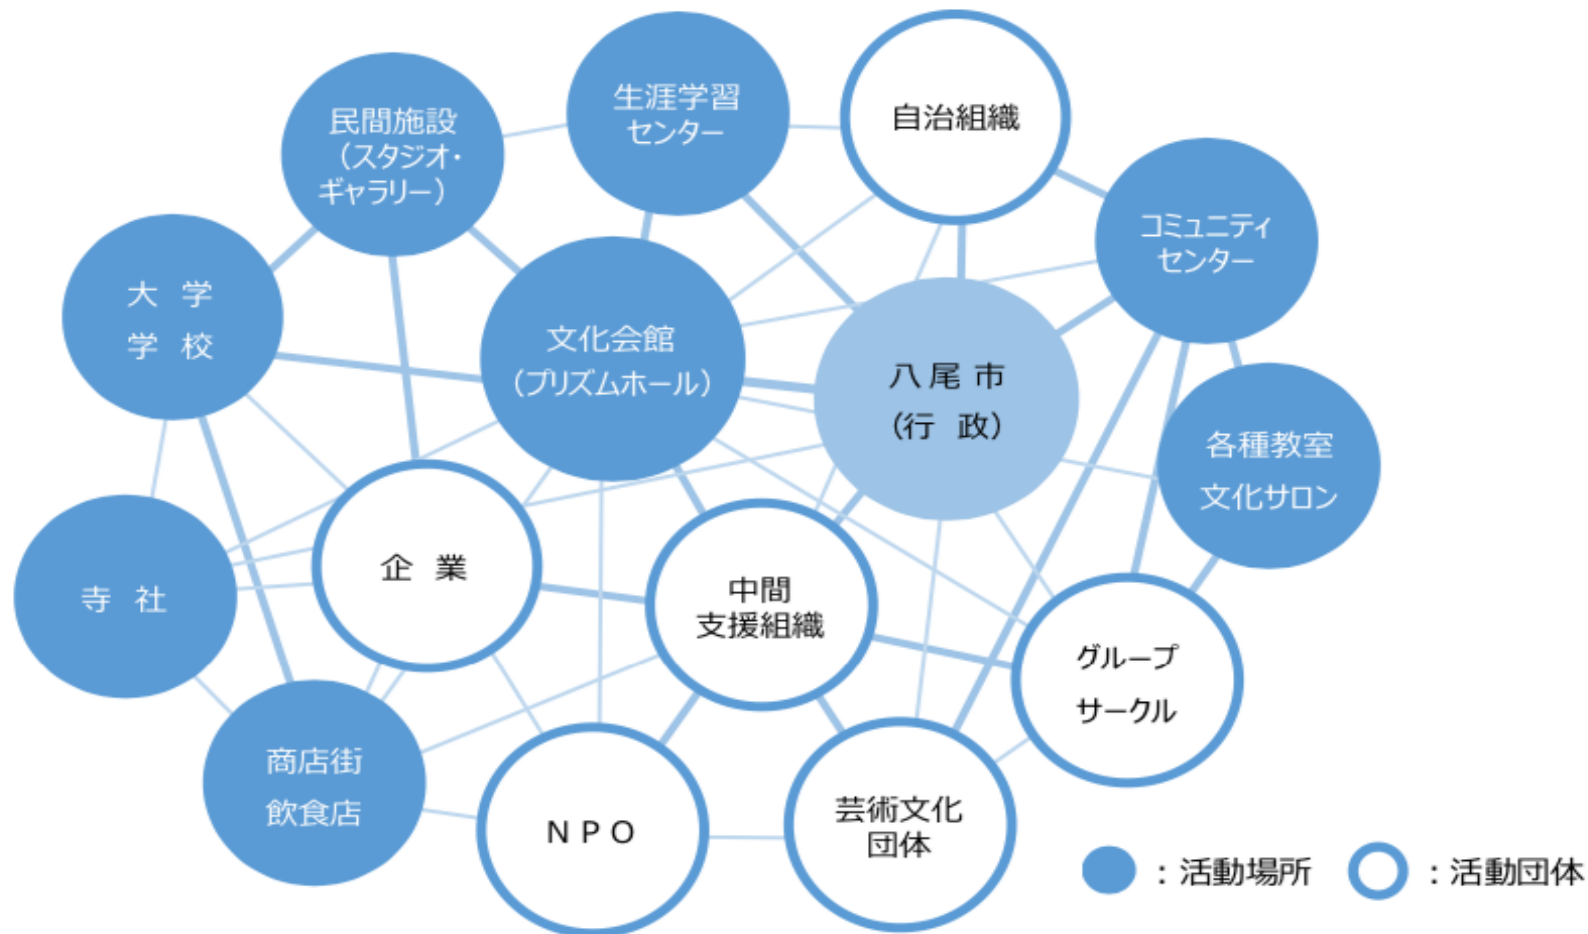 生涯学習
センター
自治組織
民間施設
（スタジオ・
ギャラリー）
コミュニティ
センター
大 学
学 校
文化会館
（プリズムホール）
八 尾 市
（行 政）
各種教室
文化サロン
企 業
寺 社
中間
支援組織
グループ
サークル
商店街
飲食店
N P O
芸術文化
団体
：活動場所
：活動団体